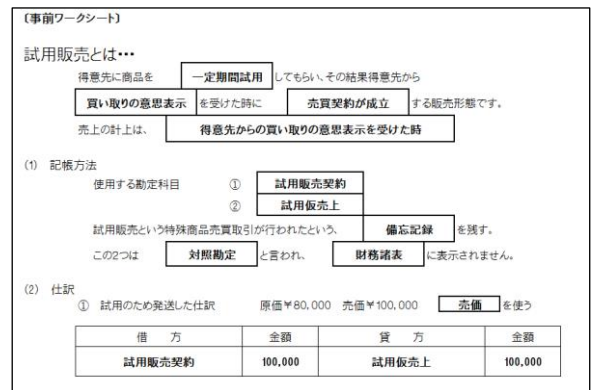 〔事前ワークシート〕
試用販売とは・・・
得意先に商品を 一定期間試用 してもらい、その結果得意先から
買い取りの意思表示 を受けた時に 売買契約が成立 する販売形態です。
売上の計上は、 得意先からの買い取りの意思表示を受けた時
(1) 記帳方法
使用する勘定科目 ① 試用販売契約
② 試用仮売上
試用販売という特殊商品売買取引が行われたという、 備忘記録 を残す。
この2つは 対照勘定 と言われ、 財務諸表 に表示されません。
(2) 仕訳
① 試用のため発送した仕訳 原価￥80,000 売価￥100,000 売価 を使う
借 方 金額 貸 方 金額
試用販売契約 100,000 試用仮売上 100,000